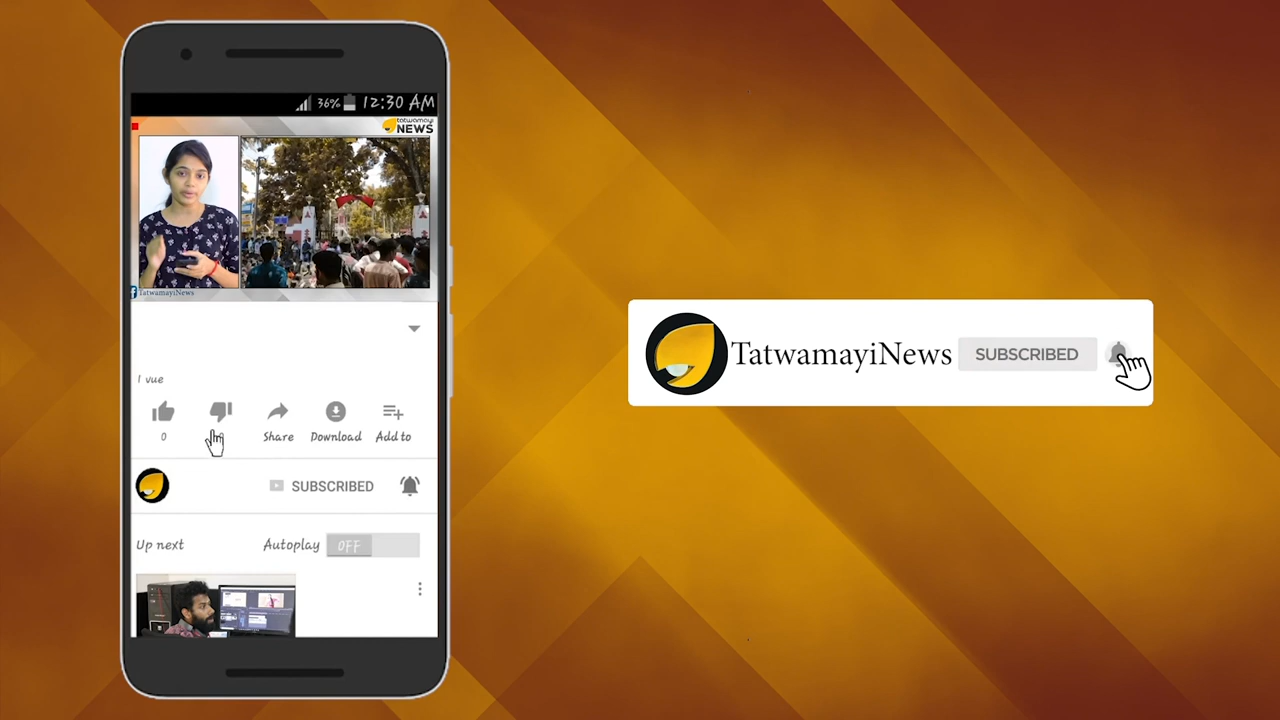 36% 12:30 AM
tatwamayi
NEWS
TatwamayiNews
1 vue
0
Share
Download
Add to
SUBSCRIBED
Up next
Autoplay
OFF
TatwamayiNews
SUBSCRIBED